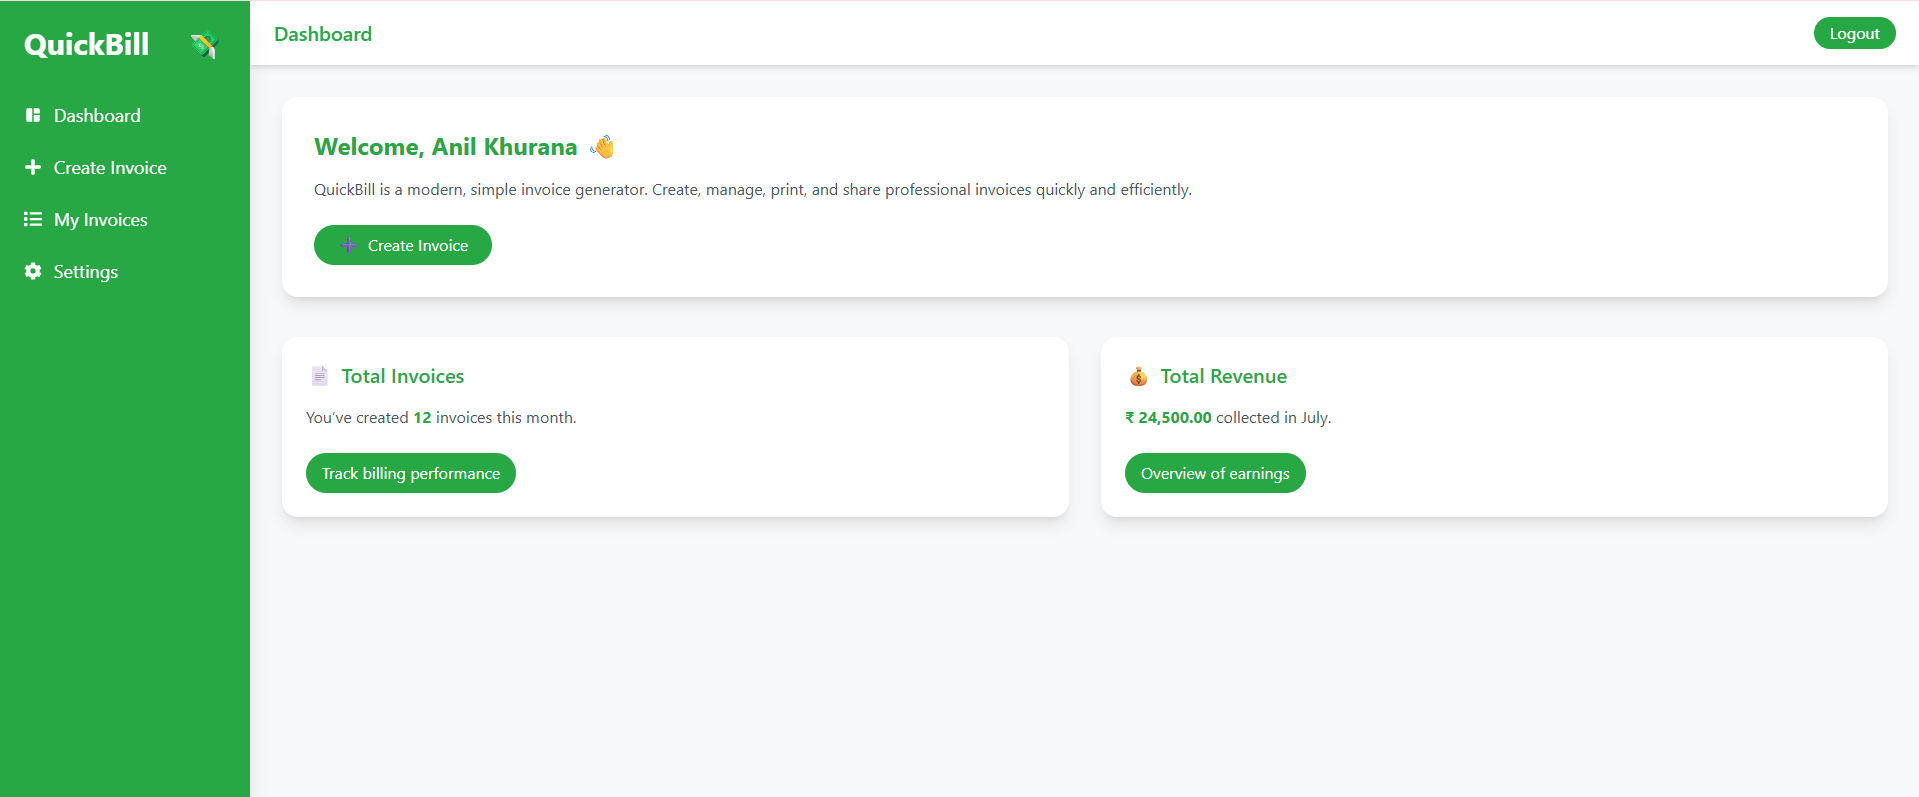 QuickBill
Dashboard
Create Invoice
My Invoices
Settings
Dashboard
Logout
Welcome, Anil Khurana
QuickBill is a modern, simple invoice generator. Create, manage, print, and share professional invoices quickly and efficiently.
Create Invoice
Total Invoices
You've created 12 invoices this month.
Track billing performance
Total Revenue
₹ 24,500.00 collected in July.
Overview of earnings